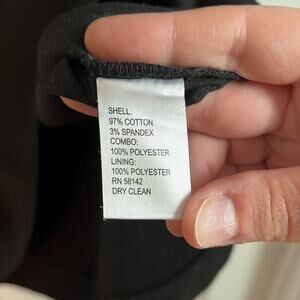 SHELL.
97% COTTON
3% SPANDEX
COMBO:
100% POLYESTER
LINING:
100% POLYESTER
RN 58142
DRY CLEAN